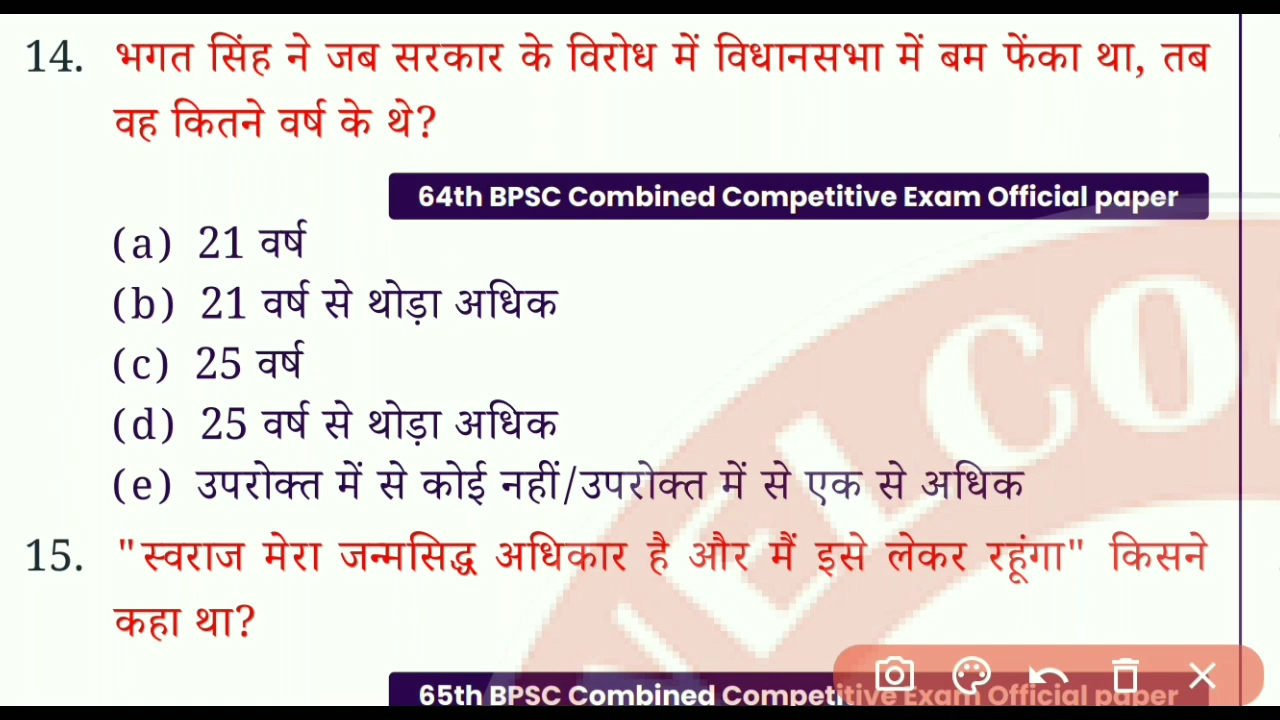 14. भगत सिंह ने जब सरकार के विरोध में विधानसभा में बम फेंका था, तब
वह कितने वर्ष के थे?
64th BPSC Combined Competitive Exam Official paper
(a) 21 वर्ष
(b) 21 वर्ष से थोड़ा अधिक
(c) 25 वर्ष
(d) 25 वर्ष से थोड़ा अधिक
(e) उपरोक्त में से कोई नहीं/उपरोक्त में से एक से अधिक
15. "स्वराज मेरा जन्मसिद्ध अधिकार है और मैं इसे लेकर रहूंगा" किसने
कहा था?
65th BPSC Combined Competitive Exam Official paper